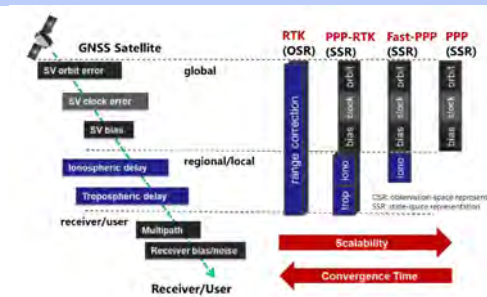 GNSS Satellite
RTK
(OSR)
PPP-RTK
(SSR)
Fast-PPP
(SSR)
PPP
(SSR)
SV orbit error
global
SV clock error
SV bias
regional/local
Ionospheric delay
Tropospheric delay
receiver/user
Multipath
Receiver bias/noise
Receiver/User
range correction
orbit
clock
bias
iono
trop
orbit
clock
bias
iono
orbit
clock
bias
OSR: observation-space represent
SSR: state-space representation
Scalability
Convergence Time